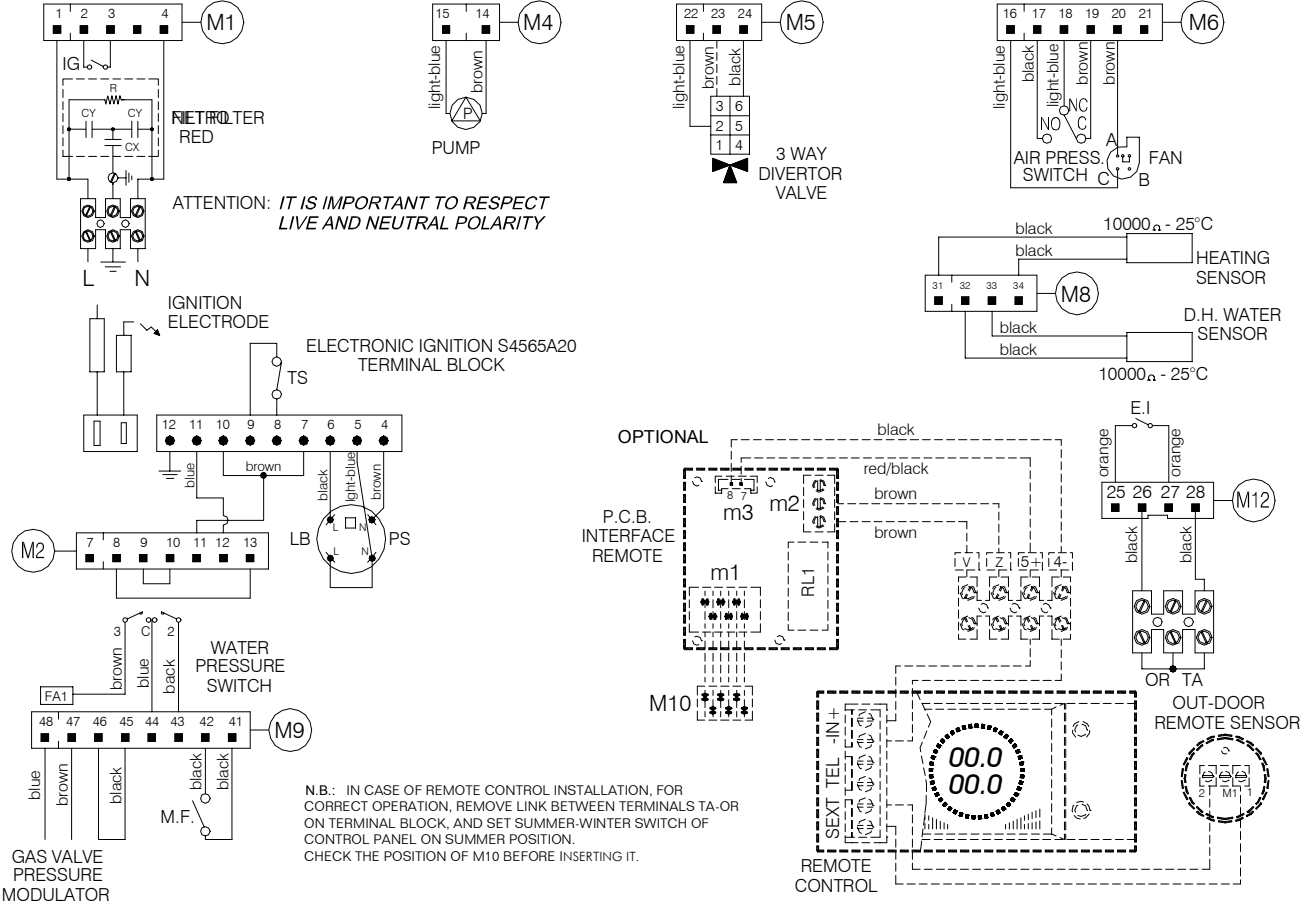 1 2 3 4 M1
IG
R
CY CY
CX
RED
L N
ATTENTION: IT IS IMPORTANT TO RESPECT
LIVE AND NEUTRAL POLARITY
15 14 M4
light-blue brown
P
PUMP
22 23 24 M5
light-blue brown black
3 6
2 5
1 4
3 WAY
DIVERTOR
VALVE
16 17 18 19 20 21 M6
light-blue black light-blue brown brown
NC
NO C
A
AIR PRESS.
SWITCH
FAN
C B
black 10000Ω - 25°C
black
HEATING
SENSOR
31 32 33 34 M8
D.H. WATER
SENSOR
black
black
10000Ω - 25°C
IGNITION
ELECTRODE
ELECTRONIC IGNITION S4565A20
TERMINAL BLOCK
TS
12 11 10 9 8 7 6 5 4
blue brown black ight-blue brown
L N
LB PS
L N
M2
7 8 9 10 11 12 13
3 C 2
brown blue back
WATER
PRESSURE
SWITCH
FA1
48 47 46 45 44 43 42 41 M9
blue brown black black black
M.F.
GAS VALVE
PRESSURE
MODULATOR
N.B.: IN CASE OF REMOTE CONTROL INSTALLATION, FOR
CORRECT OPERATION, REMOVE LINK BETWEEN TERMINALS TA-OR
ON TERMINAL BLOCK, AND SET SUMMER-WINTER SWITCH OF
CONTROL PANEL ON SUMMER POSITION.
CHECK THE POSITION OF M10 BEFORE INSERTING IT.
OPTIONAL
black
red/black
brown
brown
8 7
m3 m2
P.C.B.
INTERFACE
REMOTE
m1
RL1
M10
V Z 5+ 4-
E.I
orange orange
25 26 27 28 M12
black black
OR TA
OUT-DOOR
REMOTE SENSOR
2 M1 1
-IN+
TEL
SEXT
00.0
00.0
REMOTE
CONTROL